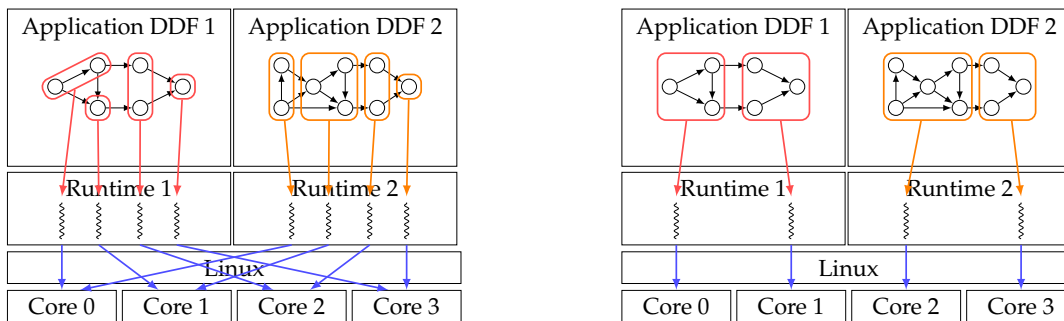 Application DDF 1 Application DDF 2 Application DDF 1 Application DDF 2
Runtime 1 Runtime 2 Runtime 1 Runtime 2
Linux Linux
Core 0 Core 1 Core 2 Core 3 Core 0 Core 1 Core 2 Core 3